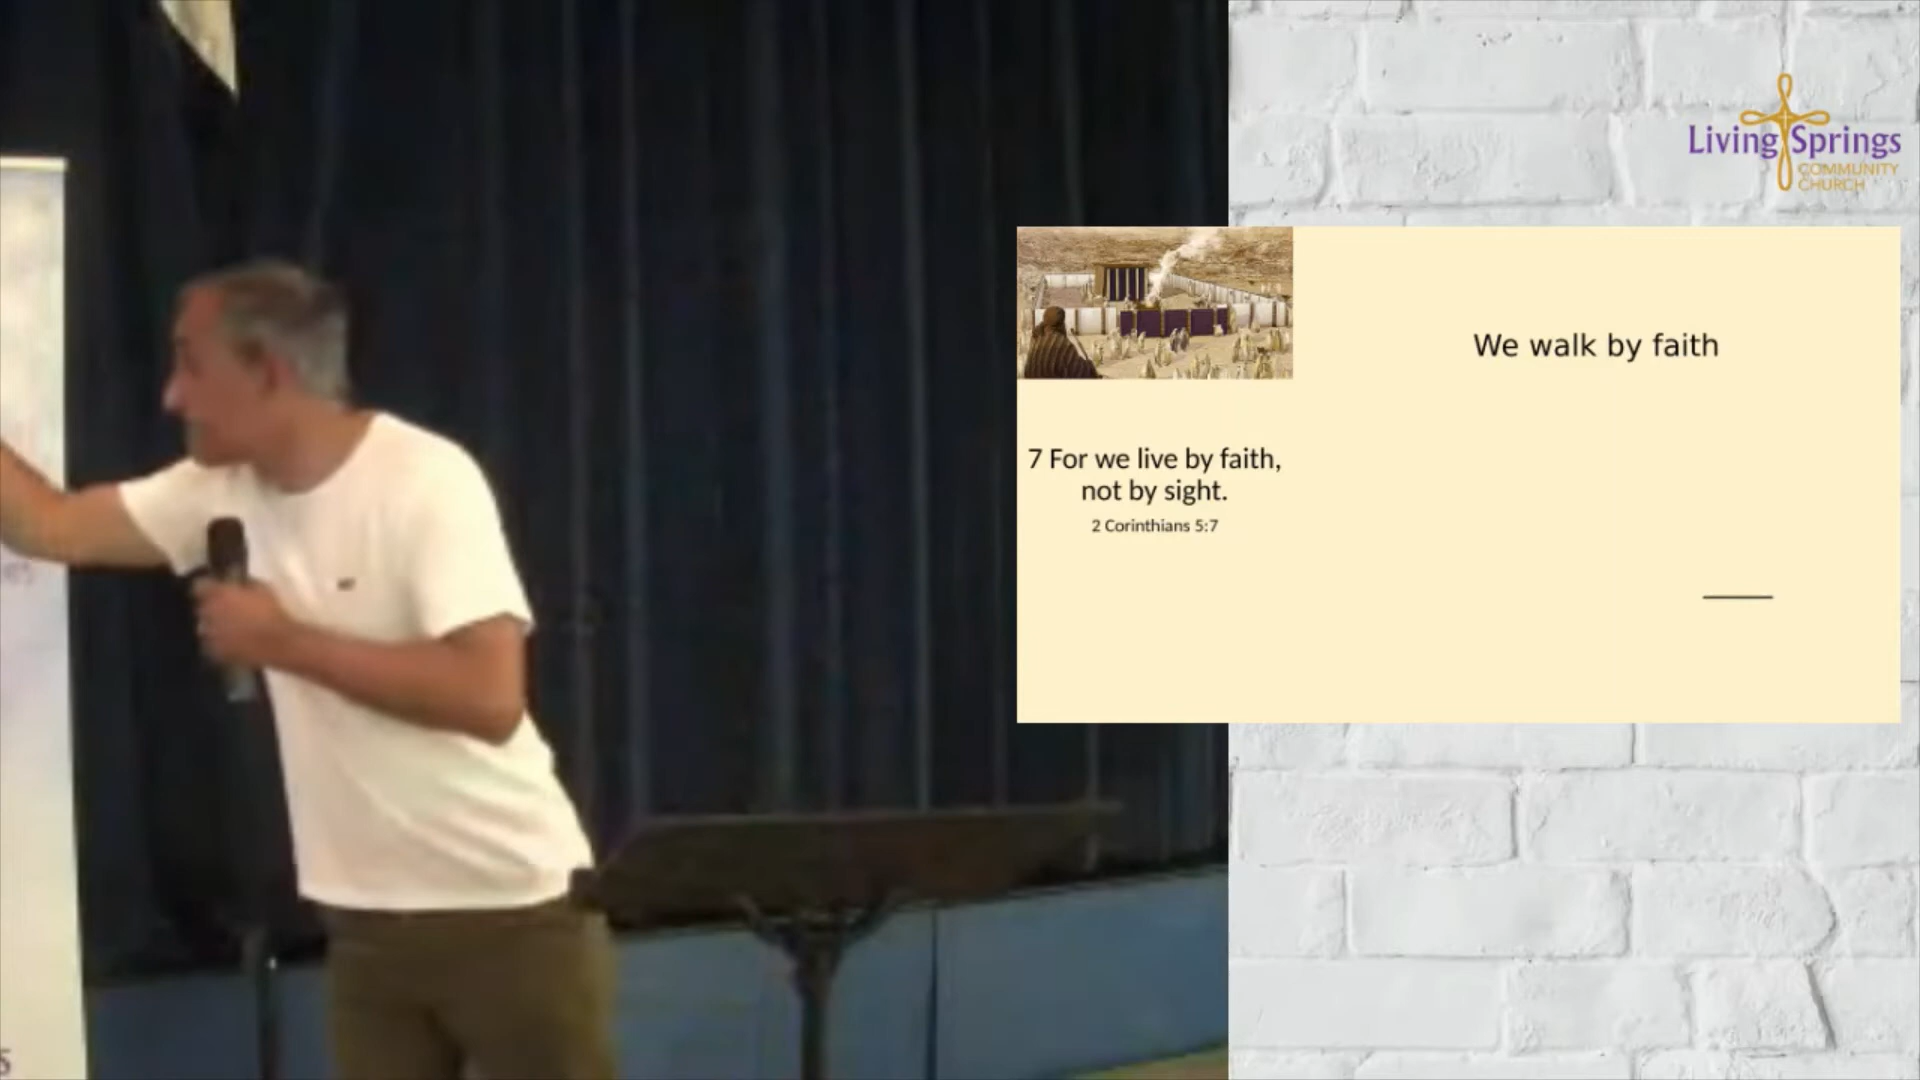 Living Springs
COMMUNITY
CHURCH
We walk by faith
7 For we live by faith,
not by sight.
2 Corinthians 5:7